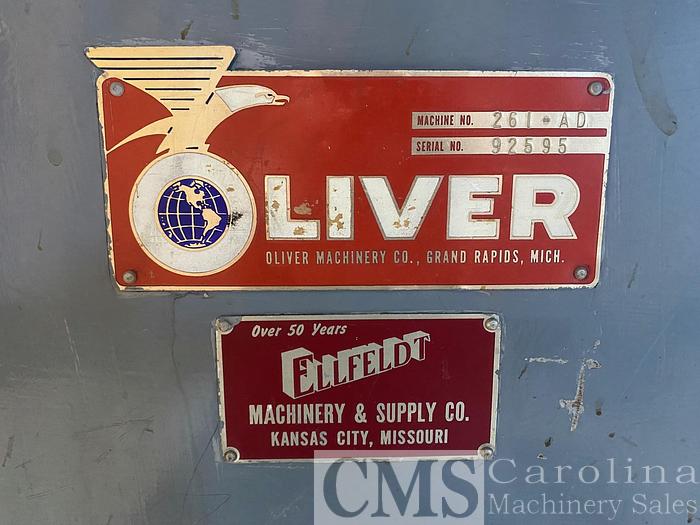 MACHINE NO. 261-AD
SERIAL NO. 92595
OLIVER
OLIVER MACHINERY CO., GRAND RAPIDS, MICH.
Over 50 Years
ELLFELDT
MACHINERY & SUPPLY CO.
KANSAS CITY, MISSOURI
CMS Carolina
Machinery Sales